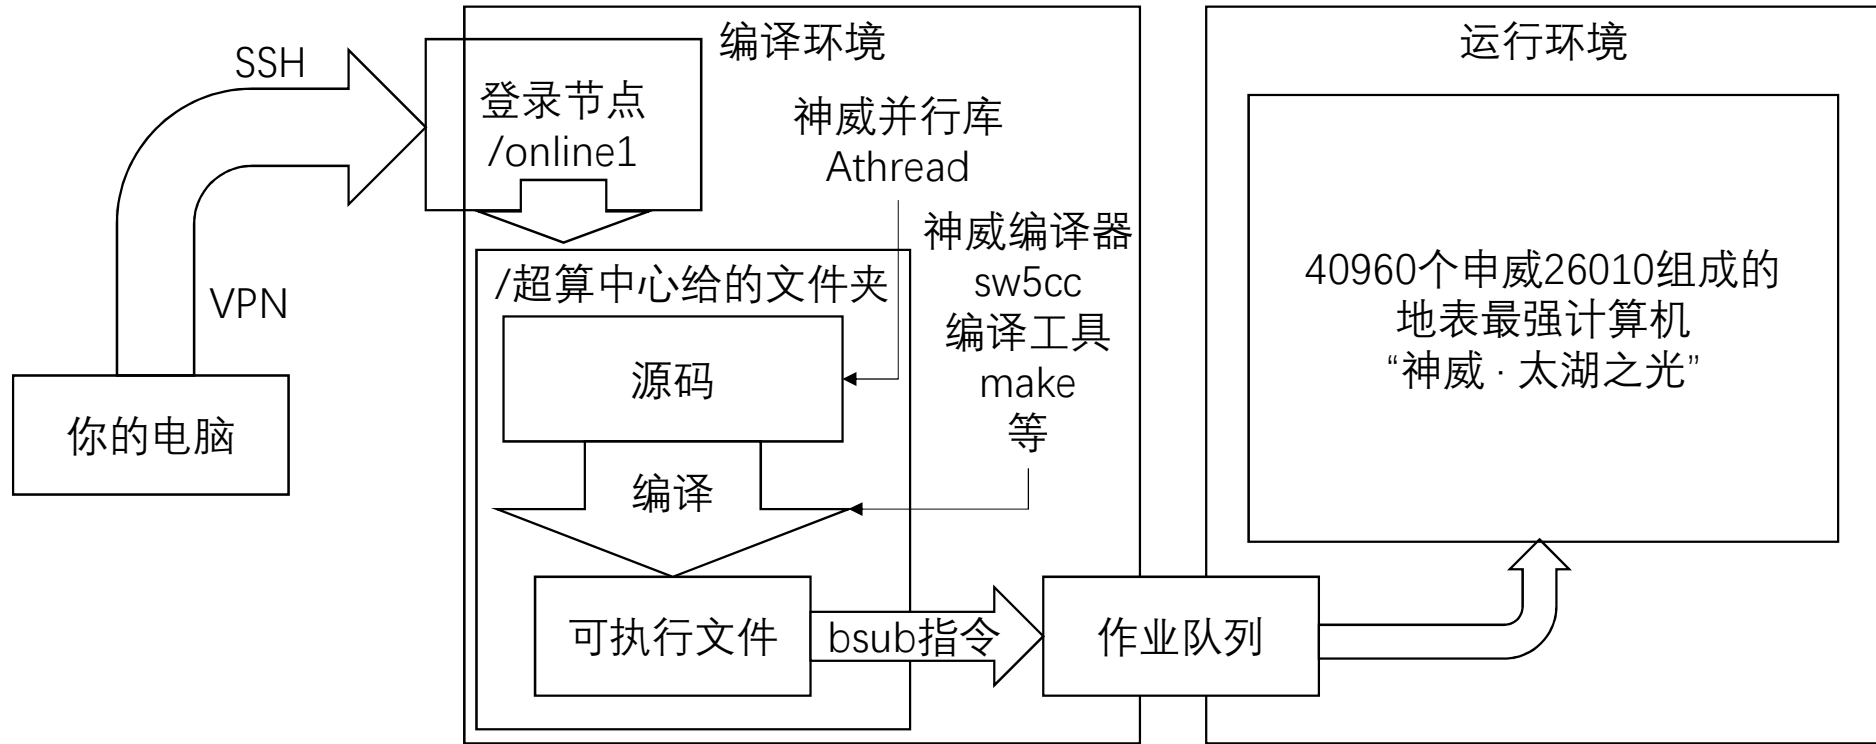 SSH
VPN
你的电脑
编译环境
登录节点
/online1
神威并行库
Athread
神威编译器
sw5cc
编译工具
make
等
/超算中心给的文件夹
源码
编译
可执行文件
bsub指令
作业队列
运行环境
40960个申威26010组成的
地表最强计算机
“神威 · 太湖之光”